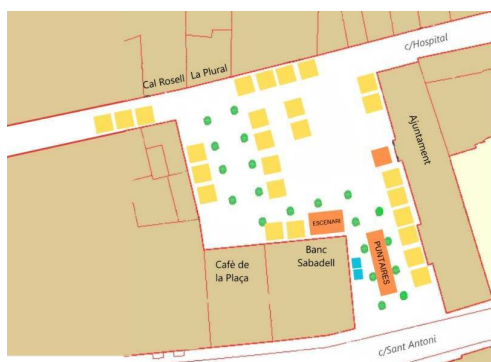 c/Hospital
La Plural
Cal Rosell
Ajuntament
ESCENARI
PUNTAIRES
Banc
Sabadell
Cafè de
la Plaça
c/Sant Antoni